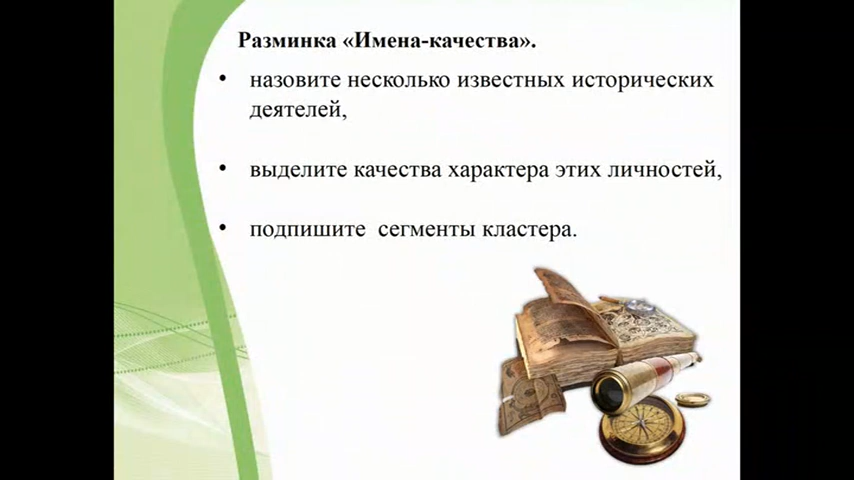 Разминка «Имена-качества».
• назовите несколько известных исторических
деятелей,
• выделите качества характера этих личностей,
• подпишите  сегменты кластера.